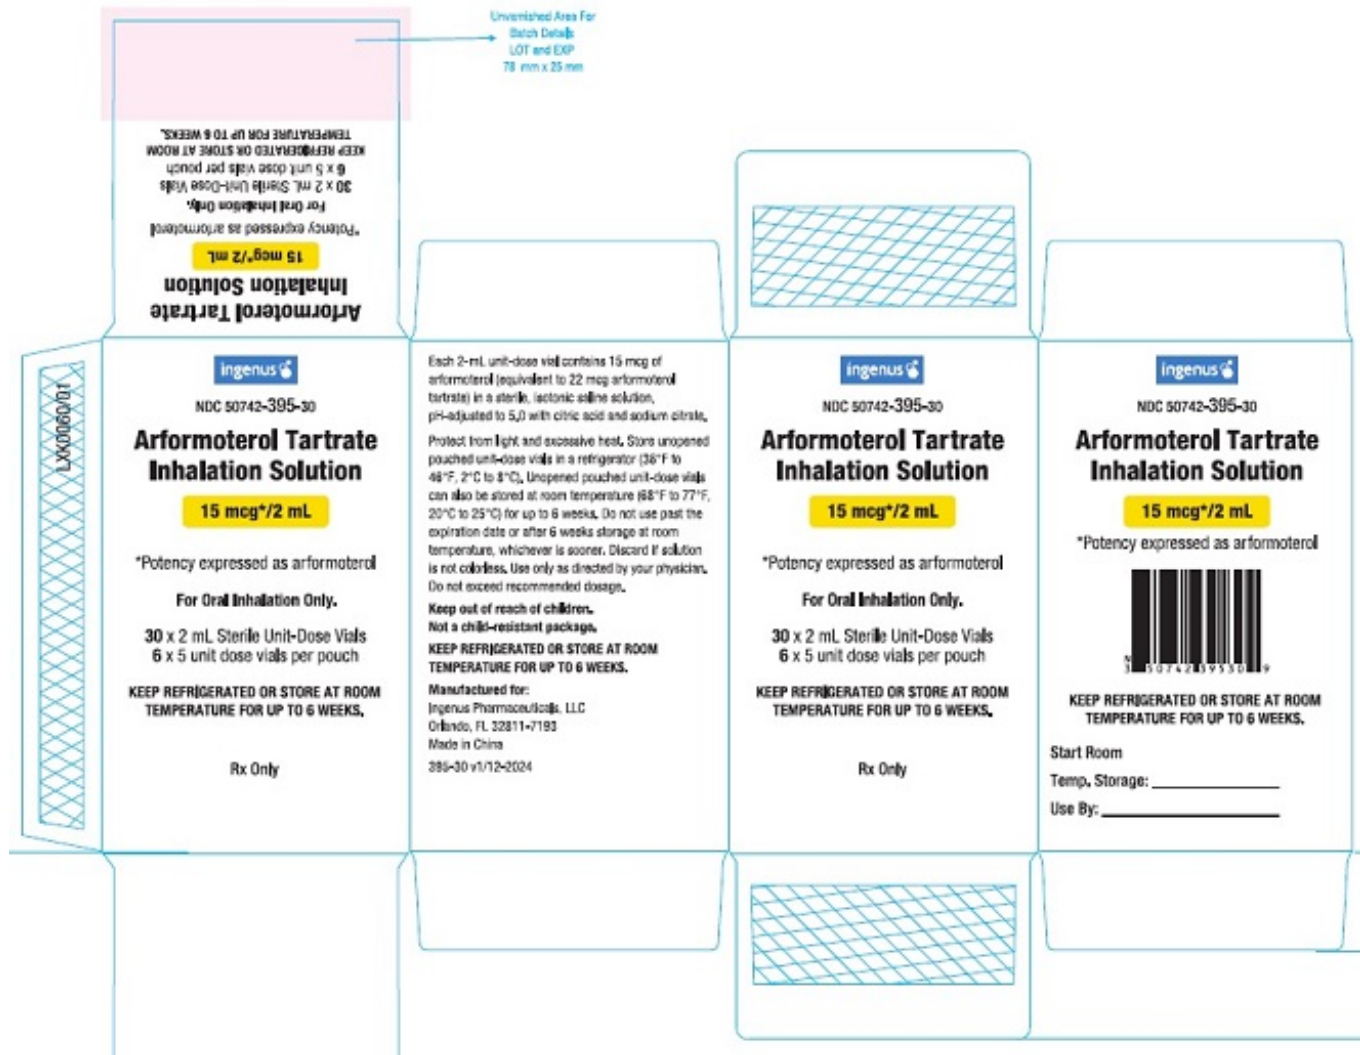 Unvarnished Area For
Batch Details
LOT and EXP
78 mm x 25 mm
Arformoterol Tartrate
Inhalation Solution
15 mcg*/2 mL
*Potency expressed as arformoterol
For Oral Inhalation Only.
30 x 2 mL Sterile Unit-Dose Vials
6 x 5 unit dose vials per pouch
KEEP REFRIGERATED OR STORE AT ROOM
TEMPERATURE FOR UP TO 6 WEEKS.
LXK0060/01
ingenus
NDC 50742-395-30
Arformoterol Tartrate
Inhalation Solution
15 mcg*/2 mL
*Potency expressed as arformoterol
For Oral Inhalation Only.
30 x 2 mL Sterile Unit-Dose Vials
6 x 5 unit dose vials per pouch
KEEP REFRIGERATED OR STORE AT ROOM
TEMPERATURE FOR UP TO 6 WEEKS.
Rx Only
Each 2-mL unit-dose vial contains 15 mcg of
arformoterol (equivalent to 22 mcg arformoterol
tartrate) in a sterile, isotonic saline solution,
pH-adjusted to 5.0 with citric acid and sodium citrate.
Protect from light and excessive heat. Store unopened
pouched unit-dose vials in a refrigerator (36°F to
46°F, 2°C to 8°C). Unopened pouched unit-dose vials
can also be stored at room temperature (68°F to 77°F,
20°C to 25°C) for up to 6 weeks. Do not use past the
expiration date or after 6 weeks storage at room
temperature, whichever is sooner. Discard if solution
is not colorless. Use only as directed by your physician.
Do not exceed recommended dosage.
Keep out of reach of children.
Not a child-resistant package.
KEEP REFRIGERATED OR STORE AT ROOM
TEMPERATURE FOR UP TO 6 WEEKS.
Manufactured for:
Ingenus Pharmaceuticals, LLC
Orlando, FL 32811-7193
Made in China
395-30 v1/12-2024
ingenus
NDC 50742-395-30
Arformoterol Tartrate
Inhalation Solution
15 mcg*/2 mL
*Potency expressed as arformoterol
For Oral Inhalation Only.
30 x 2 mL Sterile Unit-Dose Vials
6 x 5 unit dose vials per pouch
KEEP REFRIGERATED OR STORE AT ROOM
TEMPERATURE FOR UP TO 6 WEEKS.
Rx Only
ingenus
NDC 50742-395-30
Arformoterol Tartrate
Inhalation Solution
15 mcg*/2 mL
*Potency expressed as arformoterol
N
3 50742 39530 9
KEEP REFRIGERATED OR STORE AT ROOM
TEMPERATURE FOR UP TO 6 WEEKS.
Start Room
Temp. Storage:
Use By: